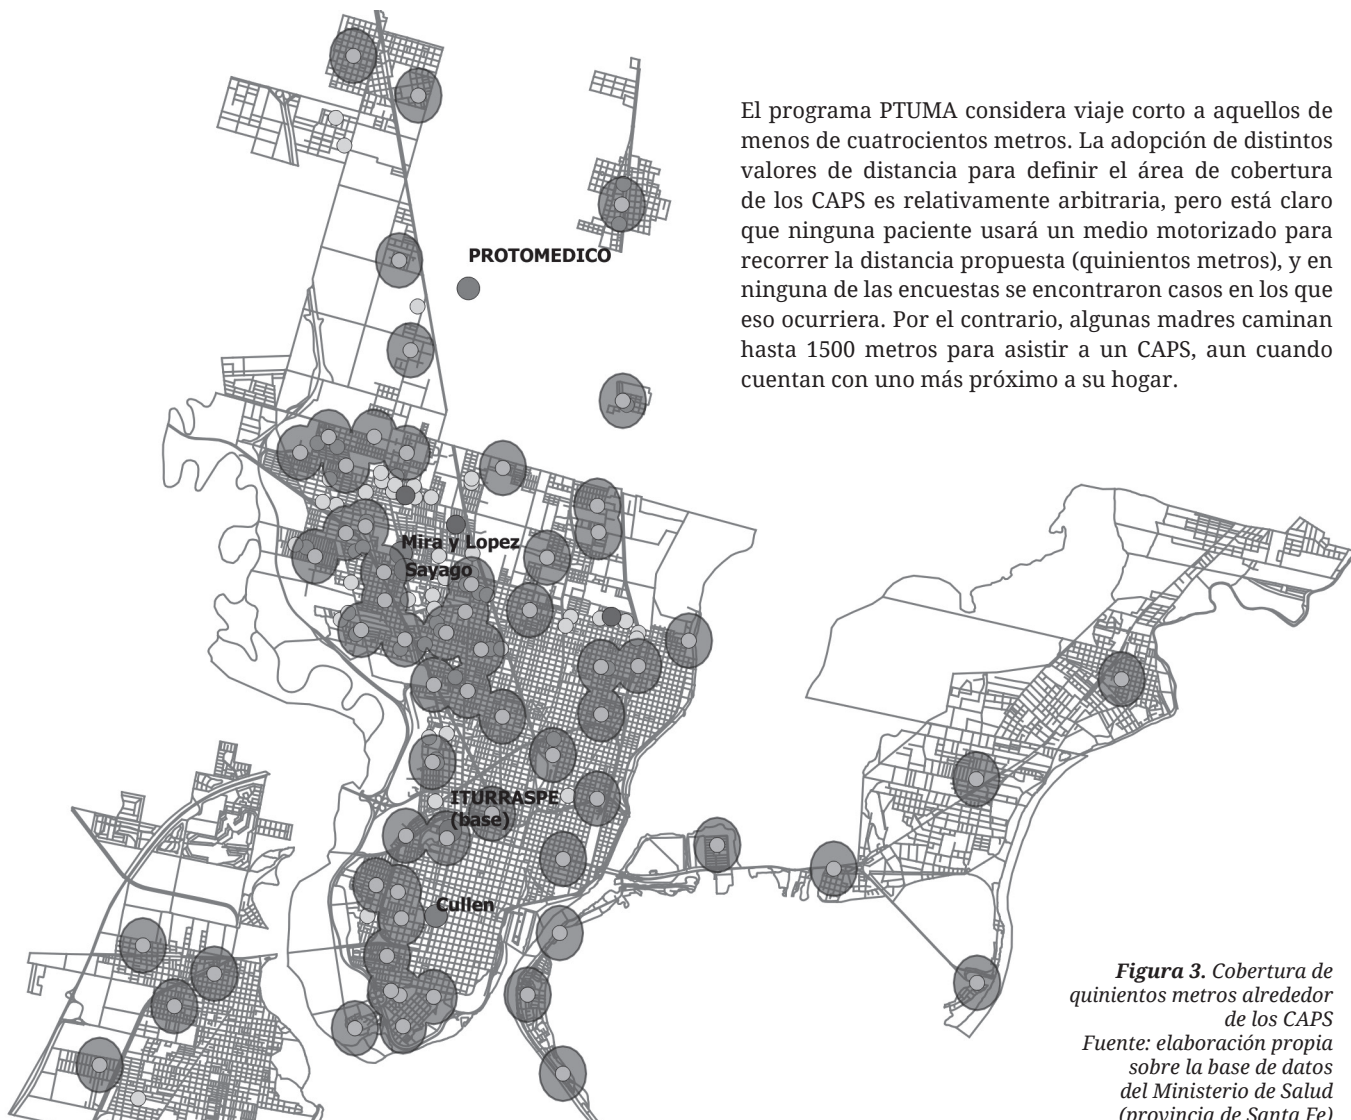 El programa PTUMA considera viaje corto a aquellos de
menos de cuatrocientos metros. La adopción de distintos
valores de distancia para definir el área de cobertura
de los CAPS es relativamente arbitraria, pero está claro
que ninguna paciente usará un medio motorizado para
recorrer la distancia propuesta (quinientos metros), y en
ninguna de las encuestas se encontraron casos en los que
eso ocurriera. Por el contrario, algunas madres caminan
hasta 1500 metros para asistir a un CAPS, aun cuando
cuentan con uno más próximo a su hogar.
PROTOMEDICO
Mira y Lopez
Sayago
ITURRASPE
(base)
Cullen
Figura 3. Cobertura de
quinientos metros alrededor
de los CAPS
Fuente: elaboración propia
sobre la base de datos
del Ministerio de Salud
(provincia de Santa Fe)